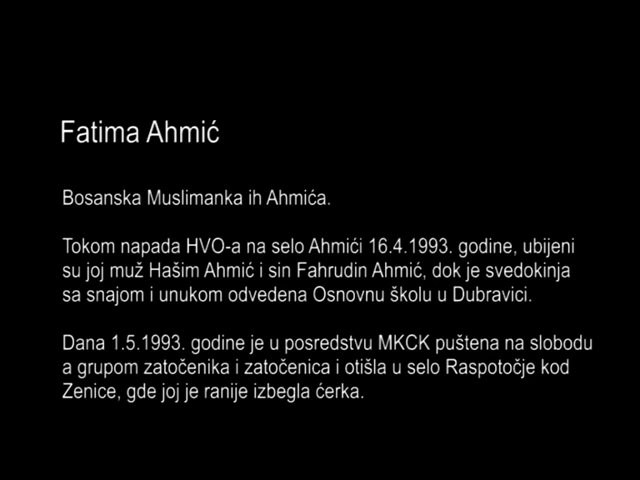 Fatima Ahmić
Bosanska Muslimanka ih Ahmića.
Tokom napada HVO-a na selo Ahmići 16.4.1993. godine, ubijeni
su joj muž Hašim Ahmić i sin Fahrudin Ahmić, dok je svedokinja
sa snajom i unukom odvedena Osnovnu školu u Dubravici.
Dana 1.5.1993. godine je u posredstvu MKCK puštena na slobodu
a grupom zatočenika i zatočenica i otišla u selo Raspotočje kod
Zenice, gde joj je ranije izbegla ćerka.